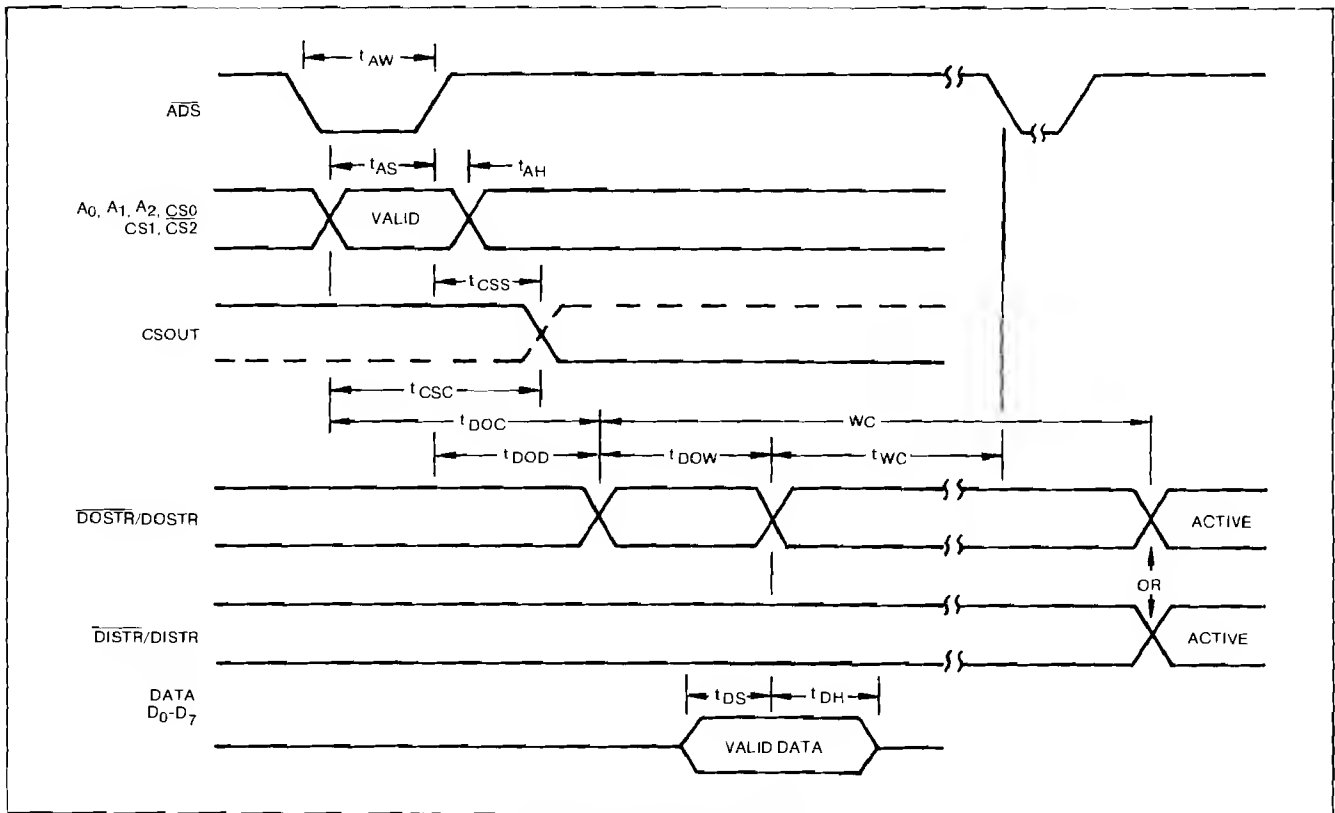 t AW
ADS
t AS
t AH
A0, A1, A2, CS0
CS1, CS2
VALID
t CSS
CSOUT
t CSC
t DOC
WC
t DOD
t DOW
t WC
DOSTR/DOSTR
ACTIVE
OR
DISTR/DISTR
ACTIVE
DATA
D0-D7
t DS
t DH
VALID DATA